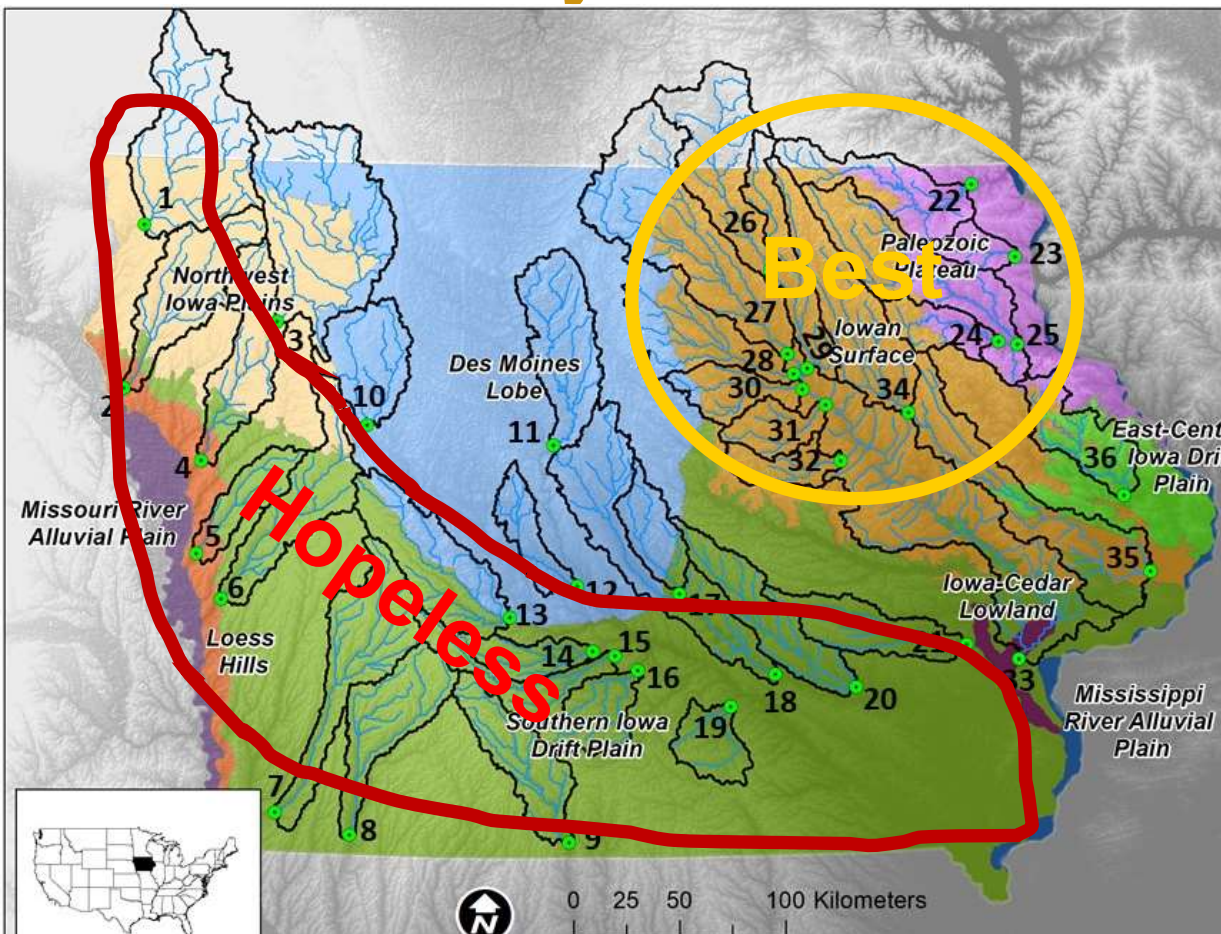 1
22
26
Paleozoic
Plateau
23
Best
Northwest
Iowa Plains
3
27
Iowan
Surface
24
25
28
29
Des Moines
Lobe
2
10
30
34
11
31
East-Cent
Iowa Dri
Plain
4
32
36
Missouri River
Alluvial Plain
Hopeless
5
35
6
12
17
Iowa-Cedar
Lowland
13
Loess
Hills
14
15
21
33
16
18
20
19
Southern Iowa
Drift Plain
Mississippi
River Alluvial
Plain
7
8
9
N
0 25 50 100 Kilometers